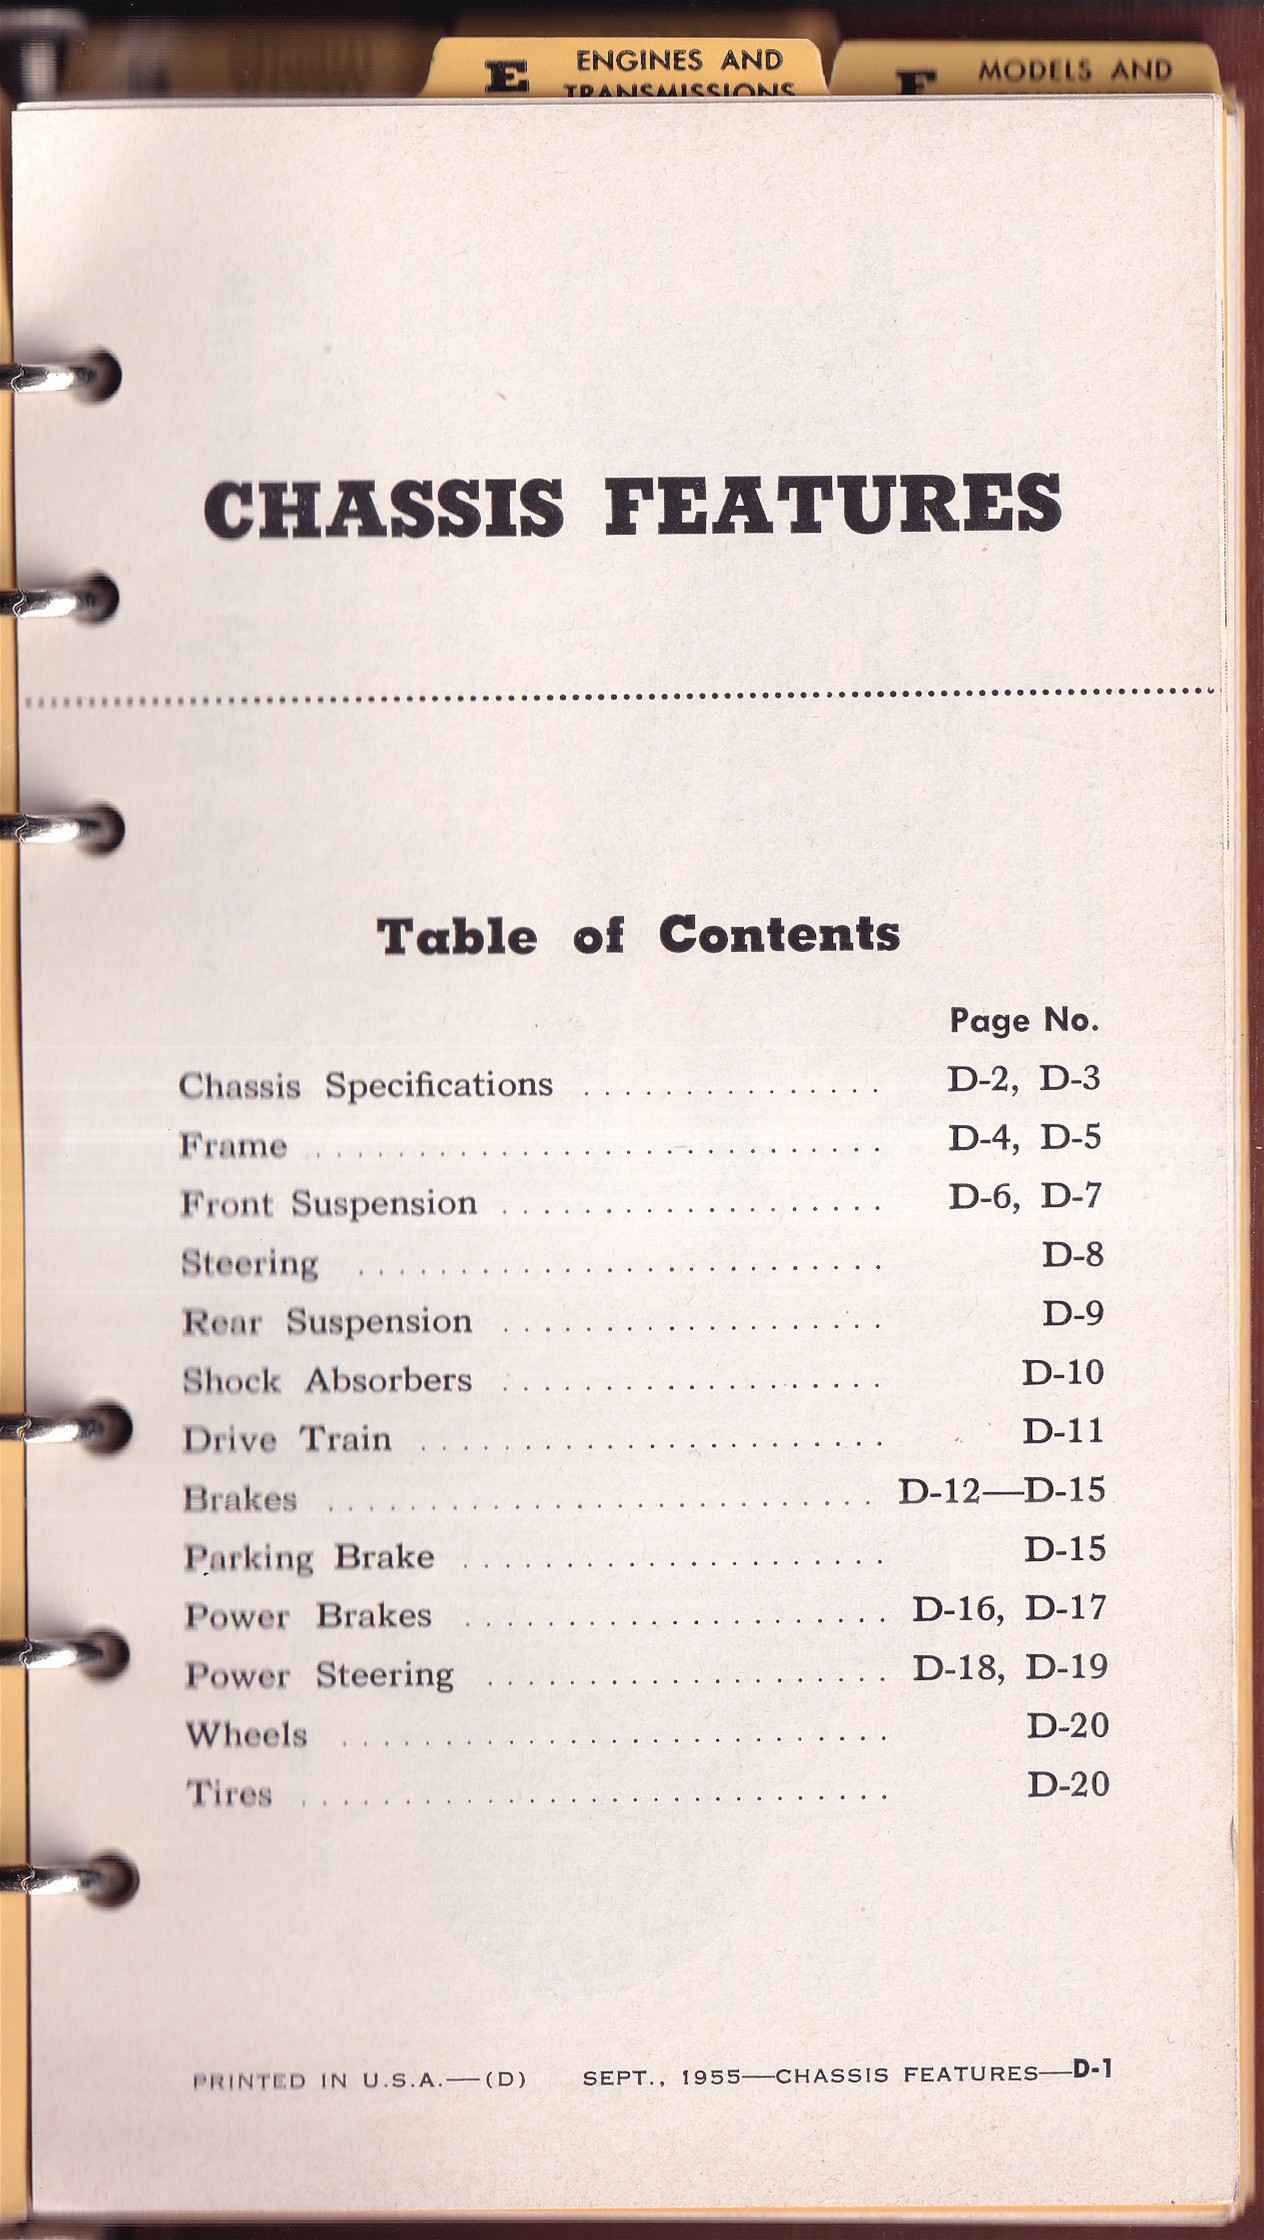 E ENGINES AND
TRANSMISSIONS
F MODELS AND
CHASSIS FEATURES
Table of Contents
Page No.
Chassis Specifications ............... D-2, D-3
Frame ............................ D-4, D-5
Front Suspension ................... D-6, D-7
Steering .......................... D-8
Rear Suspension ................... D-9
Shock Absorbers ................... D-10
Drive Train ....................... D-11
Brakes ........................... D-12—D-15
Parking Brake ..................... D-15
Power Brakes ..................... D-16, D-17
Power Steering .................... D-18, D-19
Wheels ........................... D-20
Tires ............................. D-20
PRINTED IN U.S.A.—(D) SEPT., 1955—CHASSIS FEATURES—D-1